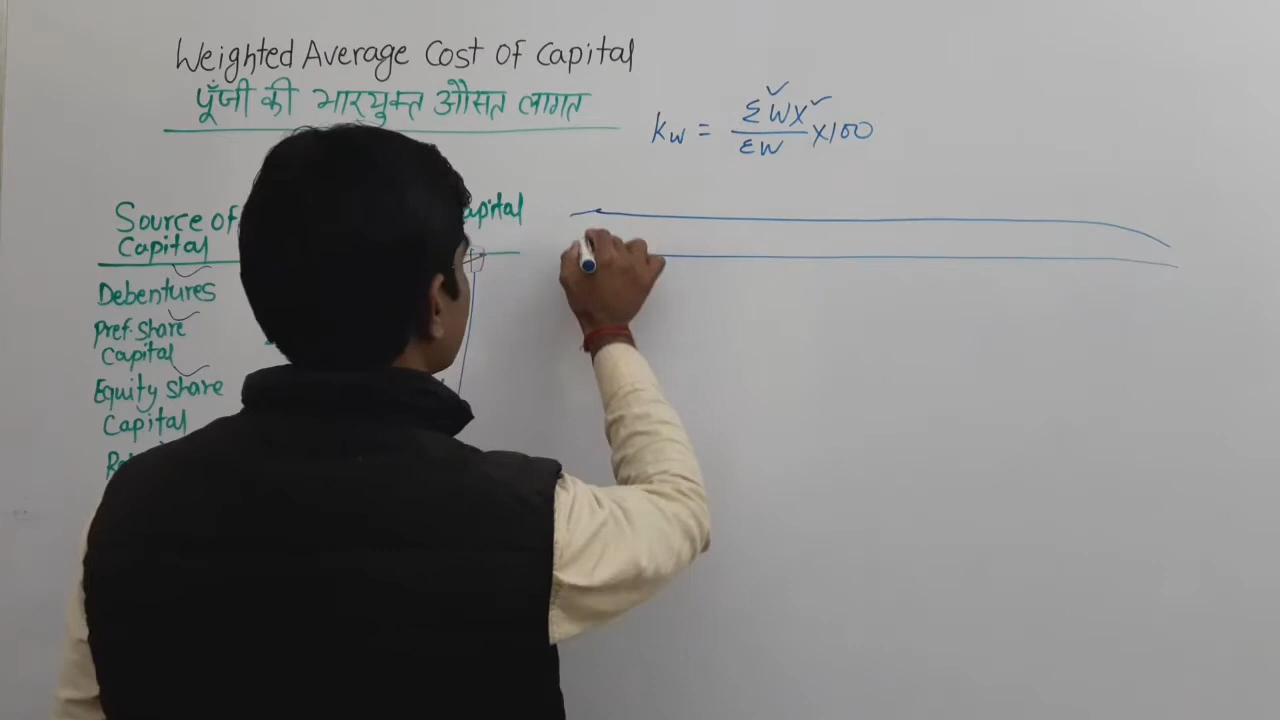 Weighted Average Cost of Capital
पूँजी की भारयुक्त औसत लागत
Kw = ΣWX / ΣW X100
Source of
Capital
Debentures
Pref. Share
Capital
Equity Share
Capital